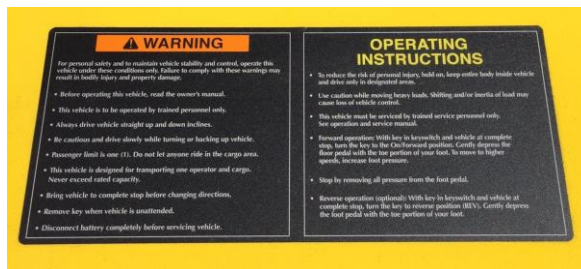 WARNING
For personal safety and to maintain vehicle stability and control, operate this
vehicle under these conditions only. Failure to comply with these warnings may
result in bodily injury and property damage.
• Before operating this vehicle, read the owner's manual.
• This vehicle is to be operated by trained personnel only.
• Always drive vehicle straight up and down inclines.
• Be cautious and drive slowly while turning or backing up vehicle.
• Passenger limit is one (1). Do not let anyone ride in the cargo area.
• This vehicle is designed for transporting one operator and cargo.
Never exceed rated capacity.
• Bring vehicle to complete stop before changing directions.
• Remove key when vehicle is unattended.
• Disconnect battery completely before servicing vehicle.
OPERATING
INSTRUCTIONS
• To reduce the risk of personal injury, hold on, keep entire body inside vehicle
and drive only in designated areas.
• Use caution while moving heavy loads. Shifting and/or inertia of load may
cause loss of vehicle control.
• This vehicle must be serviced by trained service personnel only.
See operation and service manual.
• Forward operation: With key in keyswitch and vehicle at complete
stop, turn the key to the On/Forward position. Gently depress the
floor pedal with the toe portion of your foot. To move to higher
speeds, increase foot pressure.
• Stop by removing all pressure from the foot pedal.
• Reverse operation (optional): With key in keyswitch and vehicle at
complete stop, turn the key to reverse position (REV). Gently depress
the foot pedal with the toe portion of your foot.